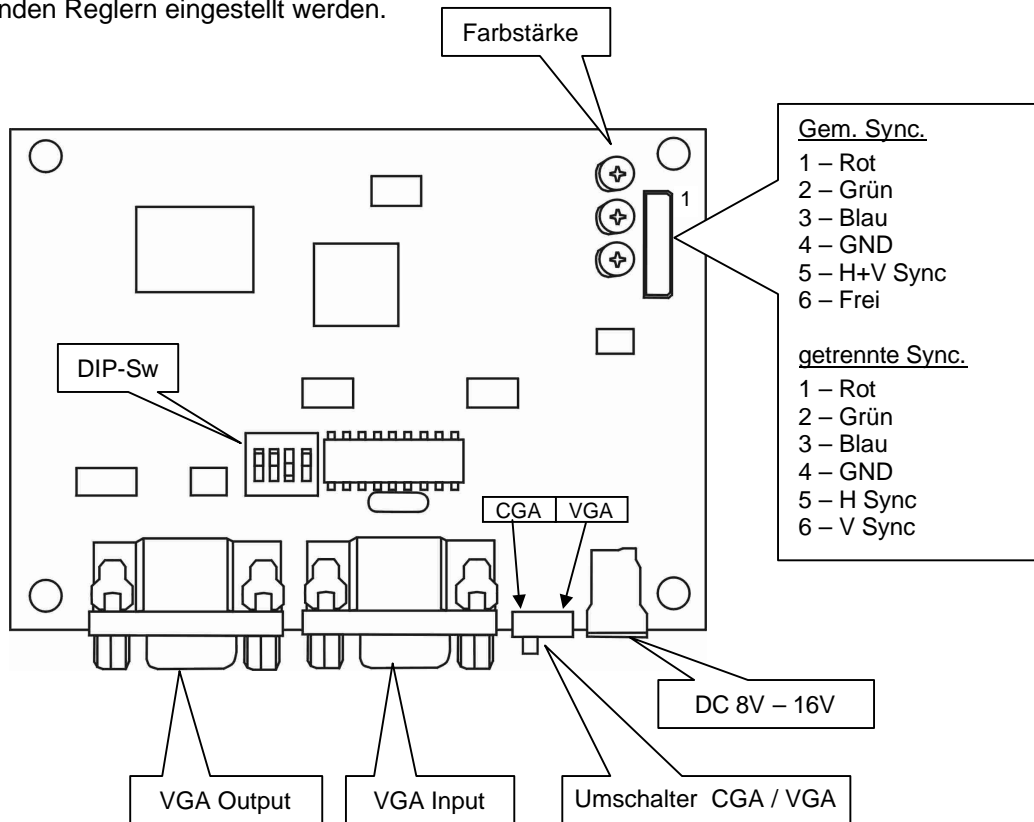 nden Reglern eingestellt werden.
Farbstärke
Gem. Sync.
1 – Rot
2 – Grün
3 – Blau
4 – GND
5 – H+V Sync
6 – Frei
getrennte Sync.
1 – Rot
2 – Grün
3 – Blau
4 – GND
5 – H Sync
6 – V Sync
1
DIP-Sw
CGA VGA
DC 8V – 16V
VGA Output
VGA Input
Umschalter CGA / VGA